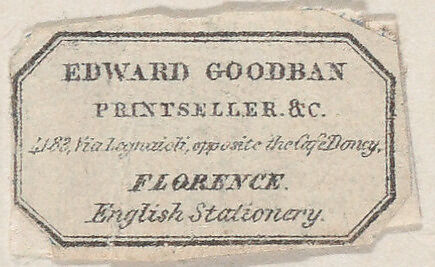 EDWARD GOODBAN
PRINTSELLER. &C.
4183, Via Legnaioli, opposite the Café Doney,
FLORENCE.
English Stationery.